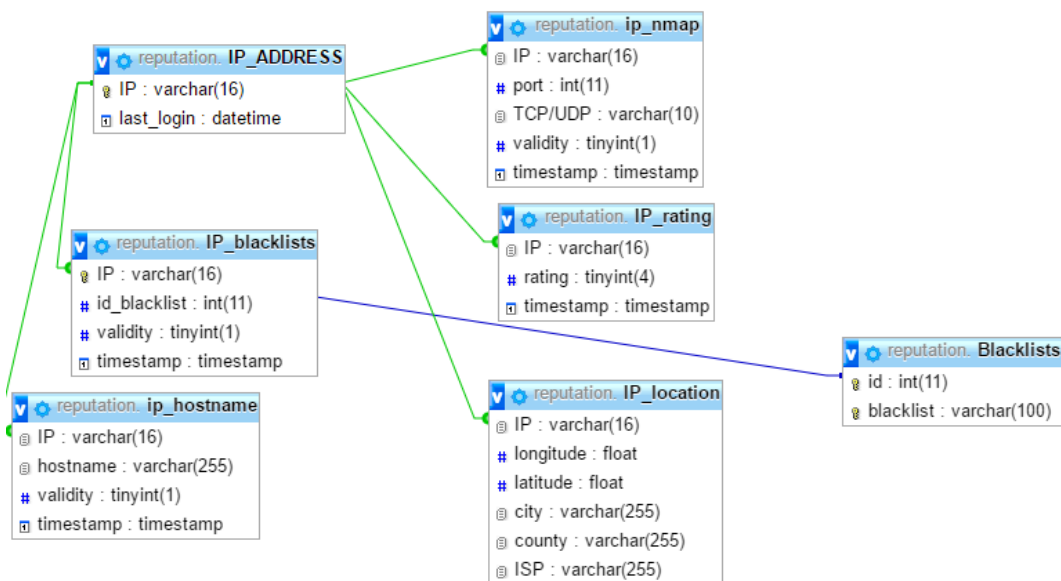 reputation. IP_ADDRESS
IP : varchar(16)
last_login : datetime
reputation. ip_nmap
IP : varchar(16)
port : int(11)
TCP/UDP : varchar(10)
validity : tinyint(1)
timestamp : timestamp
reputation. IP_rating
IP : varchar(16)
rating : tinyint(4)
timestamp : timestamp
reputation. IP_blacklists
IP : varchar(16)
id_blacklist : int(11)
validity : tinyint(1)
timestamp : timestamp
reputation. Blacklists
id : int(11)
blacklist : varchar(100)
reputation. ip_hostname
IP : varchar(16)
hostname : varchar(255)
validity : tinyint(1)
timestamp : timestamp
reputation. IP_location
IP : varchar(16)
longitude : float
latitude : float
city : varchar(255)
county : varchar(255)
ISP : varchar(255)